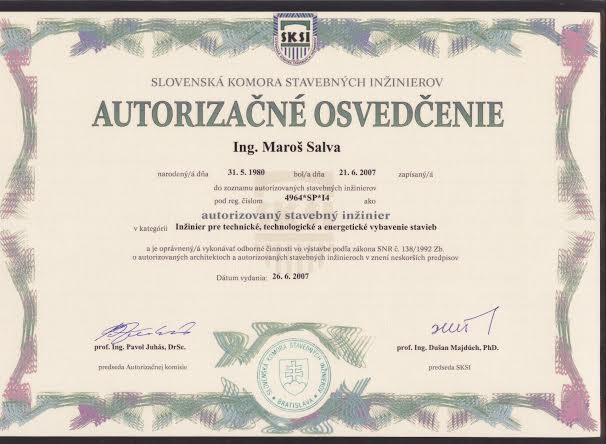 SKSI
SLOVENSKÁ KOMORA STAVEBNÝCH INŽINIEROV
AUTORIZAČNÉ OSVEDČENIE
Ing. Maroš Salva
narodený/á dňa 31. 5. 1980 bol/a dňa 21. 6. 2007 zapísaný/á
do zoznamu autorizovaných stavebných inžinierov
pod reg. číslom 4964*SP*I4 ako
autorizovaný stavebný inžinier
v kategórii Inžinier pre technické, technologické a energetické vybavenie stavieb
a je oprávnený/á vykonávať odborné činnosti vo výstavbe podľa zákona SNR č. 138/1992 Zb.
o autorizovaných architektoch a autorizovaných stavebných inžinieroch v znení neskorších predpisov
Dátum vydania: 26. 6. 2007
prof. Ing. Pavol Juhás, DrSc. prof. Ing. Dušan Majdúch, PhD.
predseda Autorizačnej komisie predseda SKSI
SLOVENSKÁ KOMORA STAVEBNÝCH INŽINIEROV
* BRATISLAVA *